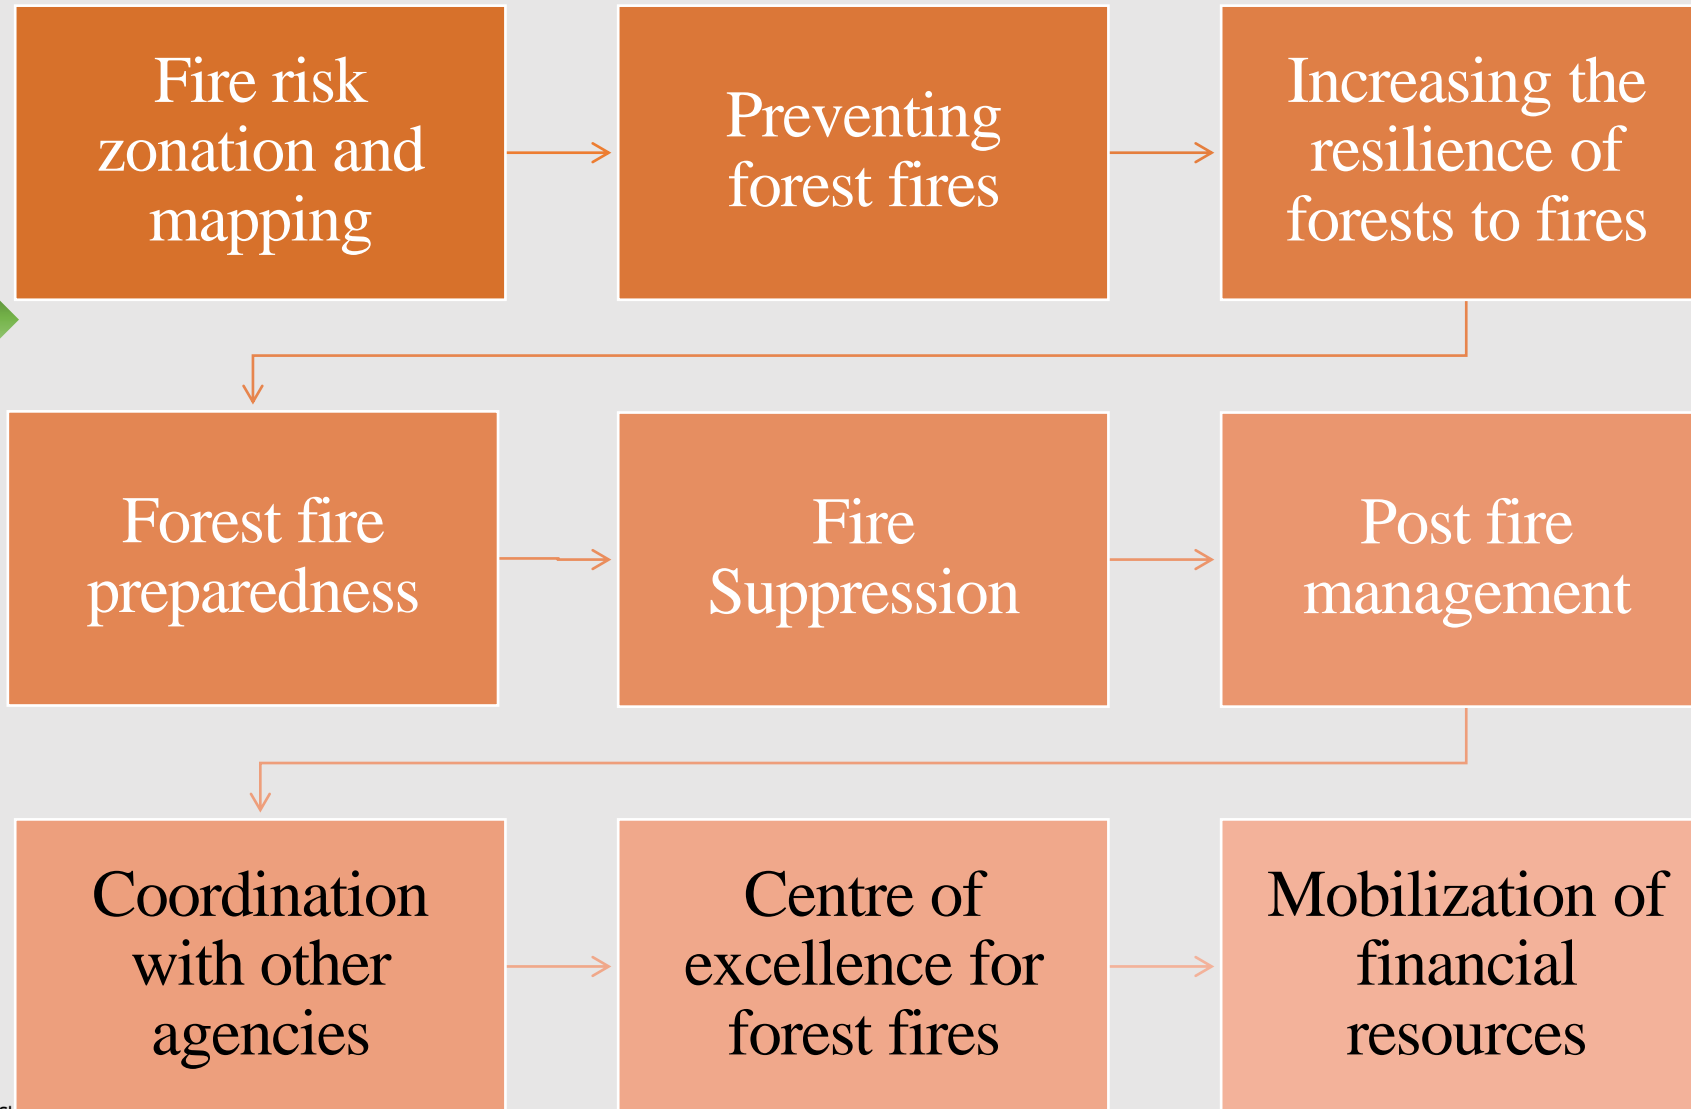 Fire risk
zonation and
mapping
Preventing
forest fires
Increasing the
resilience of
forests to fires
Forest fire
preparedness
Fire
Suppression
Post fire
management
Coordination
with other
agencies
Centre of
excellence for
forest fires
Mobilization of
financial
resources